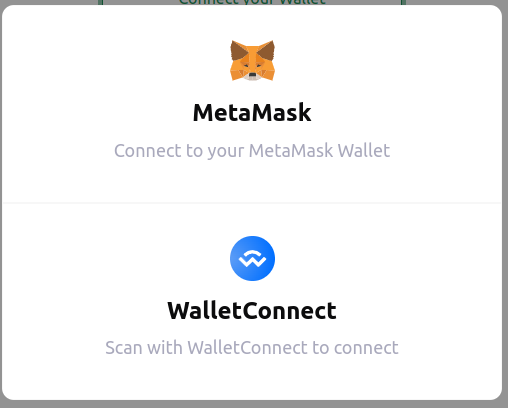 Connect your Wallet
MetaMask
Connect to your MetaMask Wallet
WalletConnect
Scan with WalletConnect to connect